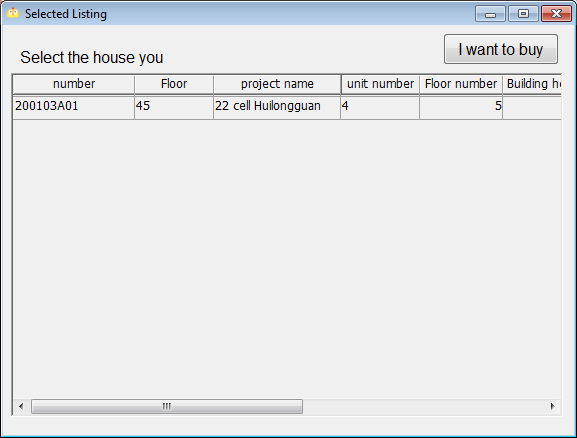 Selected Listing
Select the house you
I want to buy
number Floor project name unit number Floor number Building
200103A01 45 22 cell Huilongguan 4 5